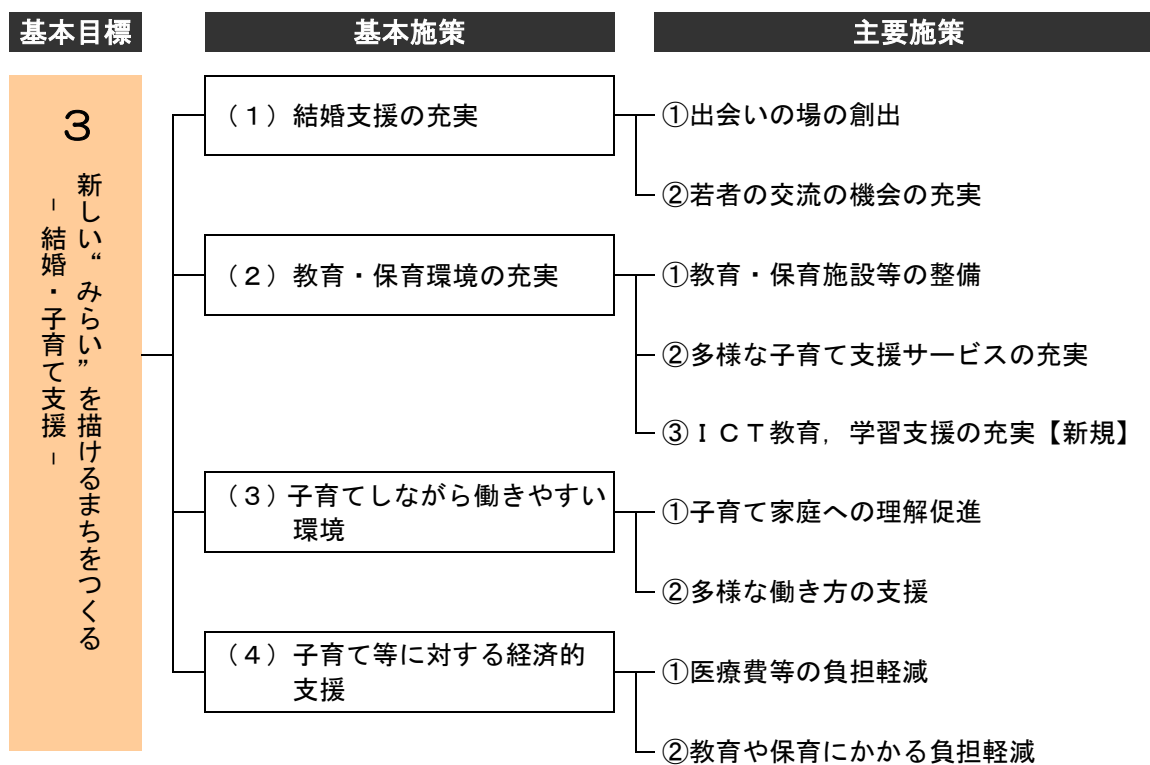 基本目標
基本施策
主要施策
3
新しい“みらい”を描けるまちをつくる
－結婚・子育て支援－
（１）結婚支援の充実
①出会いの場の創出
②若者の交流の機会の充実
（２）教育・保育環境の充実
①教育・保育施設等の整備
②多様な子育て支援サービスの充実
③ＩＣＴ教育，学習支援の充実【新規】
（３）子育てしながら働きやすい
環境
①子育て家庭への理解促進
②多様な働き方の支援
（４）子育て等に対する経済的
支援
①医療費等の負担軽減
②教育や保育にかかる負担軽減